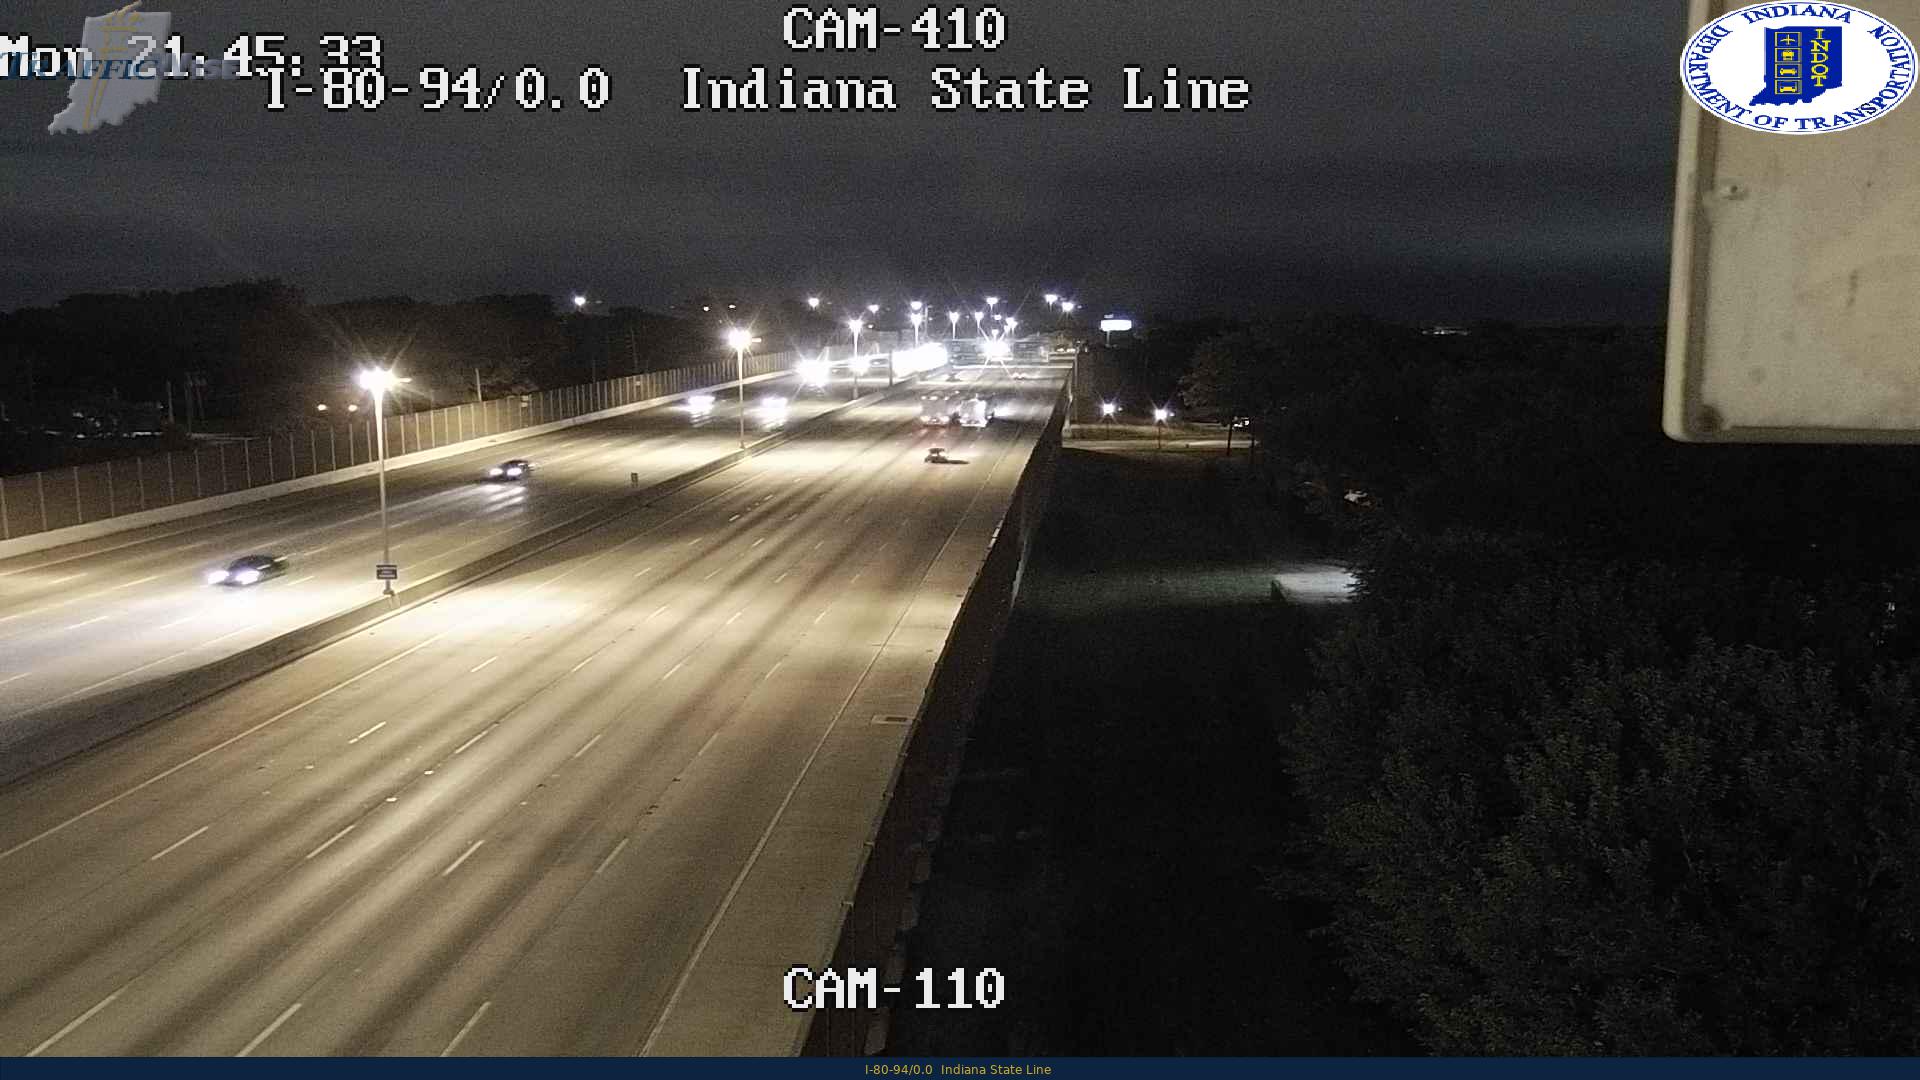 CAM-410
Mon 21:45:33
TRAFFICWISE
I-80-94/0.0 Indiana State Line
INDIANA
DEPARTMENT OF TRANSPORTATION
INDOT
CAM-110
I-80-94/0.0 Indiana State Line